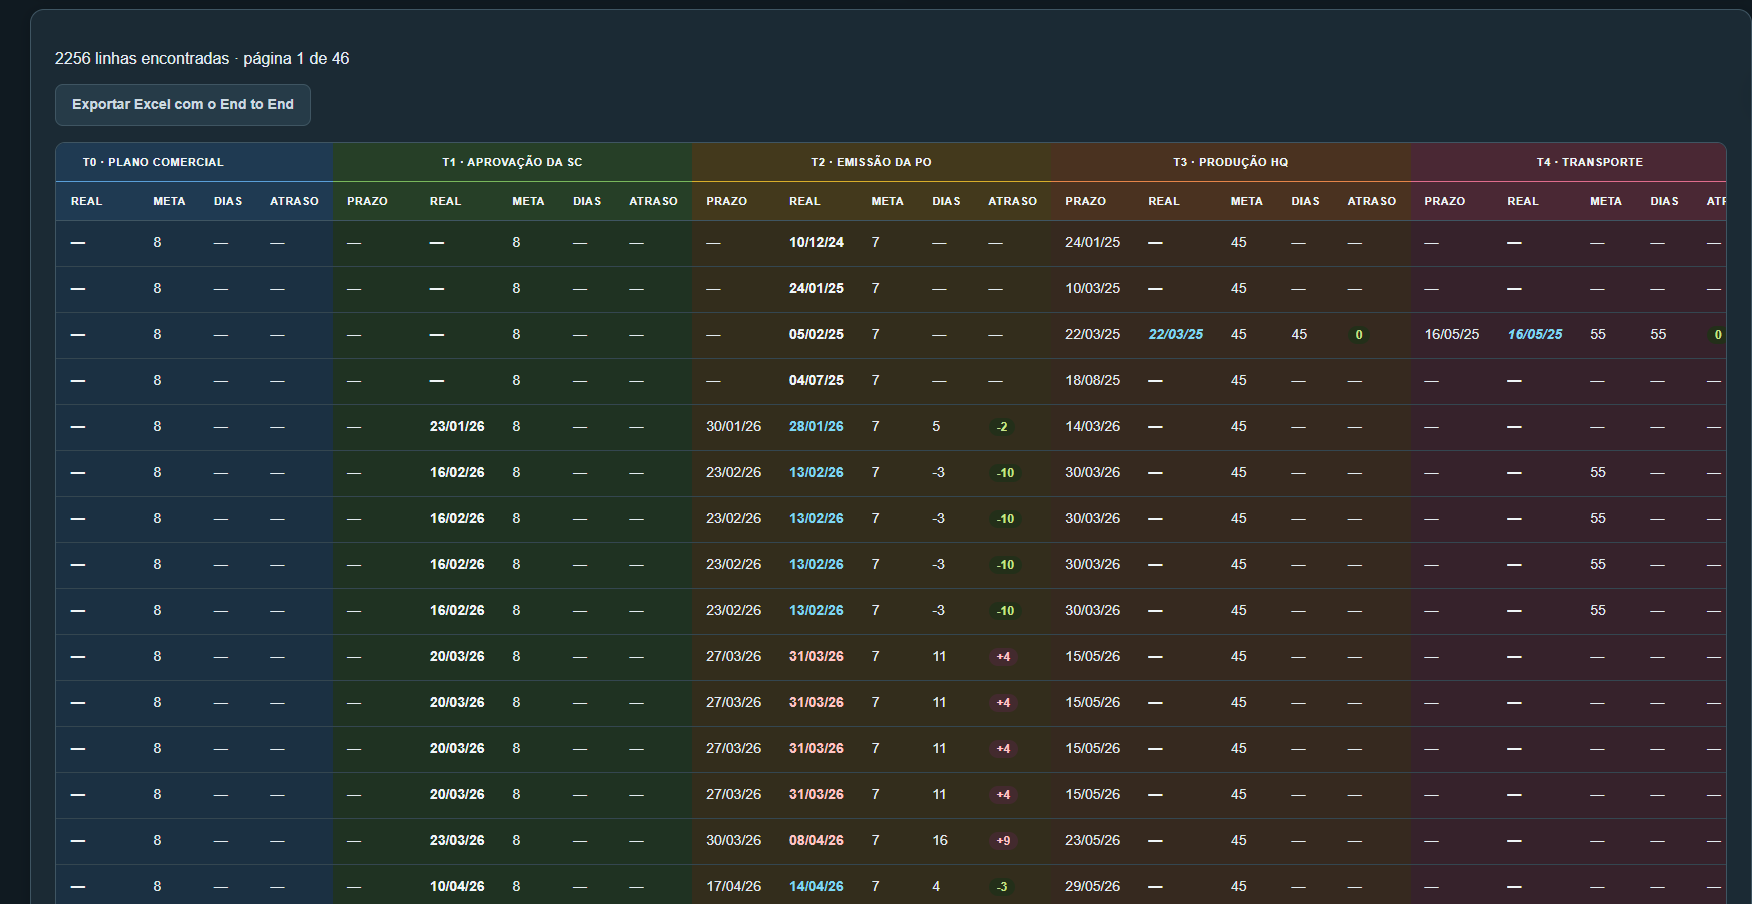 2256 linhas encontradas · página 1 de 46
Exportar Excel com o End to End
T0 · PLANO COMERCIAL T1 · APROVAÇÃO DA SC T2 · EMISSÃO DA PO T3 · PRODUÇÃO HQ T4 · TRANSPORTE
REAL META DIAS ATRASO PRAZO REAL META DIAS ATRASO PRAZO REAL META DIAS ATRASO PRAZO REAL META DIAS ATRASO PRAZO REAL META DIAS ATR
— 8 — — — — 8 — — — 10/12/24 7 — — 24/01/25 — 45 — — — — — — —
— 8 — — — — 8 — — — 24/01/25 7 — — 10/03/25 — 45 — — — — — — —
— 8 — — — — 8 — — — 05/02/25 7 — — 22/03/25 22/03/25 45 45 0 16/05/25 16/05/25 55 55 0
— 8 — — — — 8 — — — 04/07/25 7 — — 18/08/25 — 45 — — — — — — —
— 8 — — — 23/01/26 8 — — 30/01/26 28/01/26 7 5 -2 14/03/26 — 45 — — — — — — —
— 8 — — — 16/02/26 8 — — 23/02/26 13/02/26 7 -3 -10 30/03/26 — 45 — — — — 55 — —
— 8 — — — 16/02/26 8 — — 23/02/26 13/02/26 7 -3 -10 30/03/26 — 45 — — — — 55 — —
— 8 — — — 16/02/26 8 — — 23/02/26 13/02/26 7 -3 -10 30/03/26 — 45 — — — — 55 — —
— 8 — — — 16/02/26 8 — — 23/02/26 13/02/26 7 -3 -10 30/03/26 — 45 — — — — 55 — —
— 8 — — — 20/03/26 8 — — 27/03/26 31/03/26 7 11 +4 15/05/26 — 45 — — — — — — —
— 8 — — — 20/03/26 8 — — 27/03/26 31/03/26 7 11 +4 15/05/26 — 45 — — — — — — —
— 8 — — — 20/03/26 8 — — 27/03/26 31/03/26 7 11 +4 15/05/26 — 45 — — — — — — —
— 8 — — — 20/03/26 8 — — 27/03/26 31/03/26 7 11 +4 15/05/26 — 45 — — — — — — —
— 8 — — — 23/03/26 8 — — 30/03/26 08/04/26 7 16 +9 23/05/26 — 45 — — — — — — —
— 8 — — — 10/04/26 8 — — 17/04/26 14/04/26 7 4 -3 29/05/26 — 45 — — — — — — —